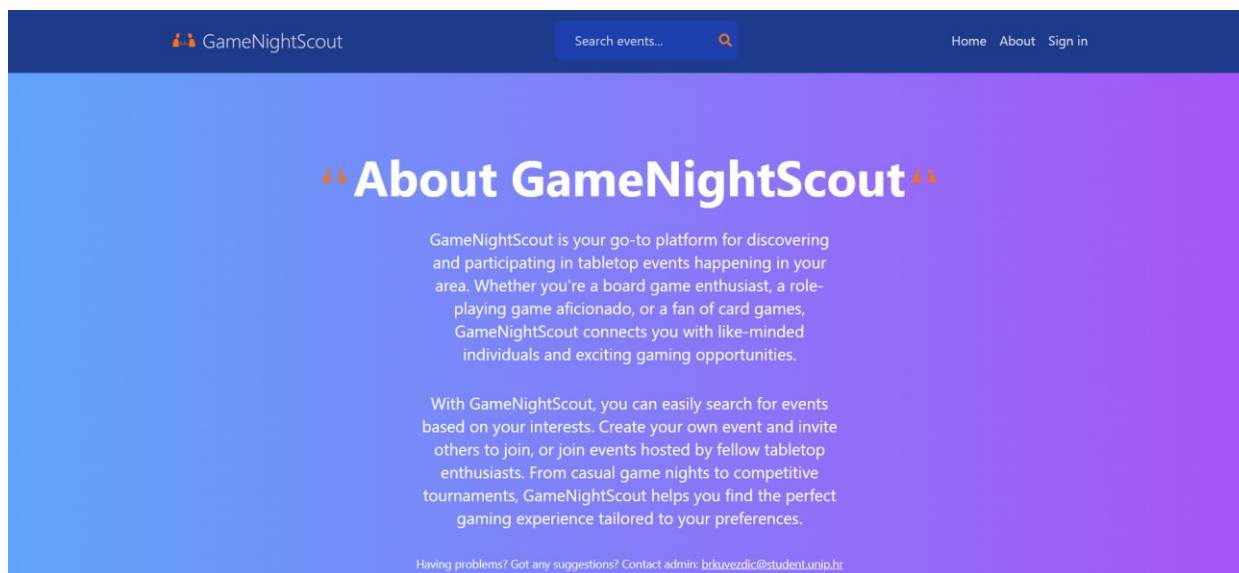 GameNightScout
Search events...
Home About Sign in
About GameNightScout
GameNightScout is your go-to platform for discovering
and participating in tabletop events happening in your
area. Whether you're a board game enthusiast, a role-
playing game aficionado, or a fan of card games,
GameNightScout connects you with like-minded
individuals and exciting gaming opportunities.
With GameNightScout, you can easily search for events
based on your interests. Create your own event and invite
others to join, or join events hosted by fellow tabletop
enthusiasts. From casual game nights to competitive
tournaments, GameNightScout helps you find the perfect
gaming experience tailored to your preferences.
Having problems? Got any suggestions? Contact admin: brkuvezdic@student.unip.hr